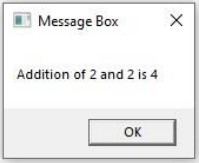 Message Box
Addition of 2 and 2 is 4
OK